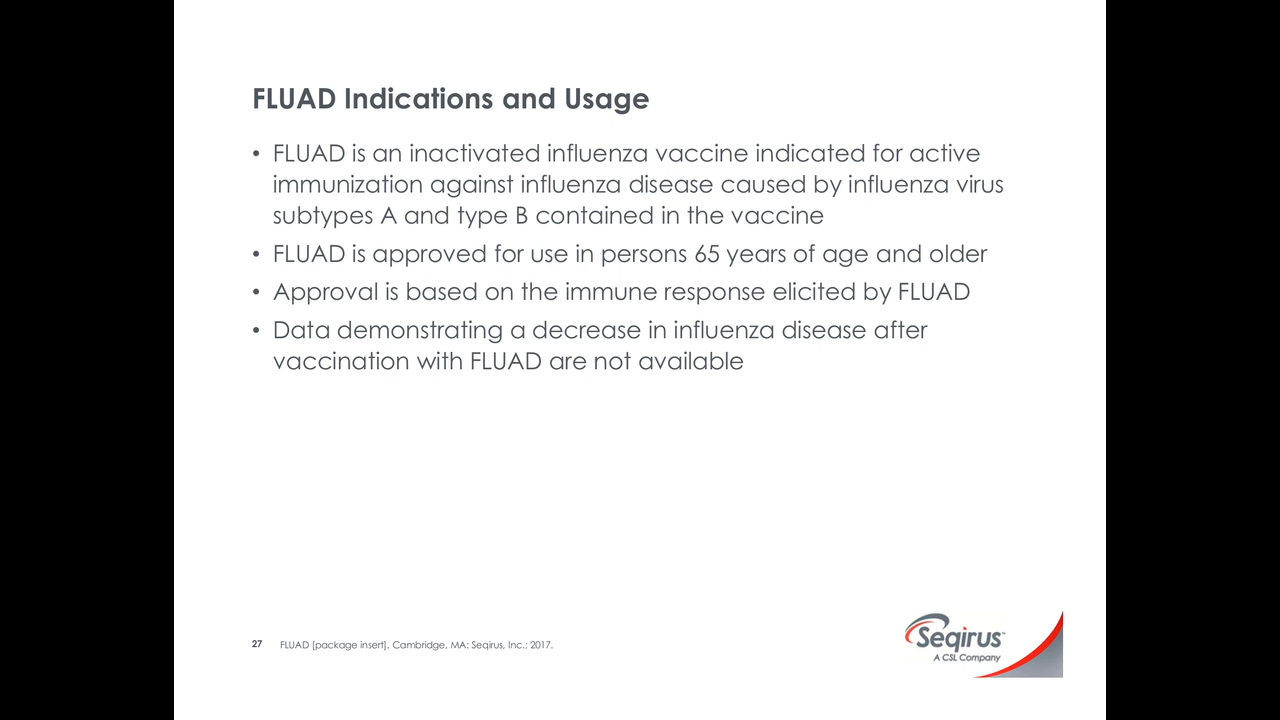 FLUAD Indications and Usage
• FLUAD is an inactivated influenza vaccine indicated for active
immunization against influenza disease caused by influenza virus
subtypes A and type B contained in the vaccine
• FLUAD is approved for use in persons 65 years of age and older
• Approval is based on the immune response elicited by FLUAD
• Data demonstrating a decrease in influenza disease after
vaccination with FLUAD are not available
27 FLUAD [package insert]. Cambridge, MA: Seqirus, Inc.; 2017.
Seqirus™
A CSL Company